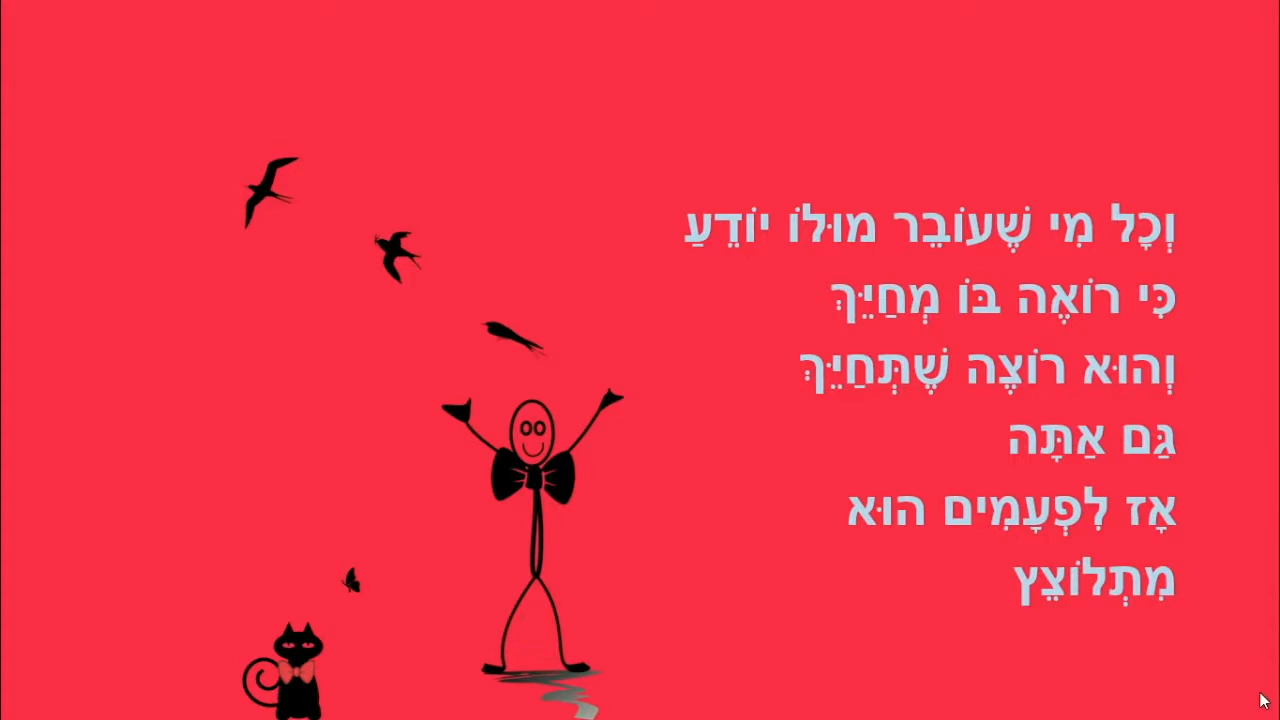 וְכָל מִי שֶׁעוֹבֵר מוּלוֹ יוֹדֵעַ
כִּי רוֹאֶה בּוֹ מְחַיֵּךְ
וְהוּא רוֹצֶה שֶׁתְּחַיֵּךְ
גַּם אַתָּה
אָז לִפְעָמִים הוּא
מִתְלוֹצֵץ